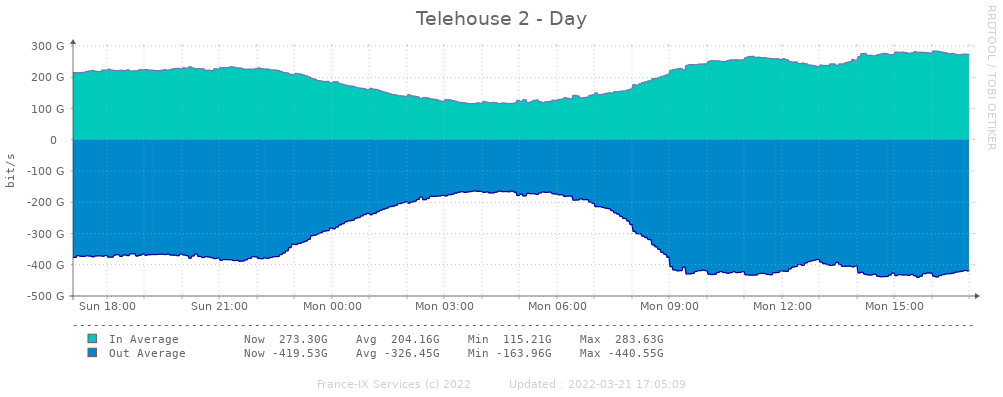 Telehouse 2 - Day
RRDTOOL / TOBI OETIKER
bit/s
300 G
200 G
100 G
0
-100 G
-200 G
-300 G
-400 G
-500 G
Sun 18:00 Sun 21:00 Mon 00:00 Mon 03:00 Mon 06:00 Mon 09:00 Mon 12:00 Mon 15:00
In Average Now 273.30G Avg 204.16G Min 115.21G Max 283.63G
Out Average Now -419.53G Avg -326.45G Min -163.96G Max -440.55G
France-IX Services (c) 2022 Updated : 2022-03-21 17:05:09